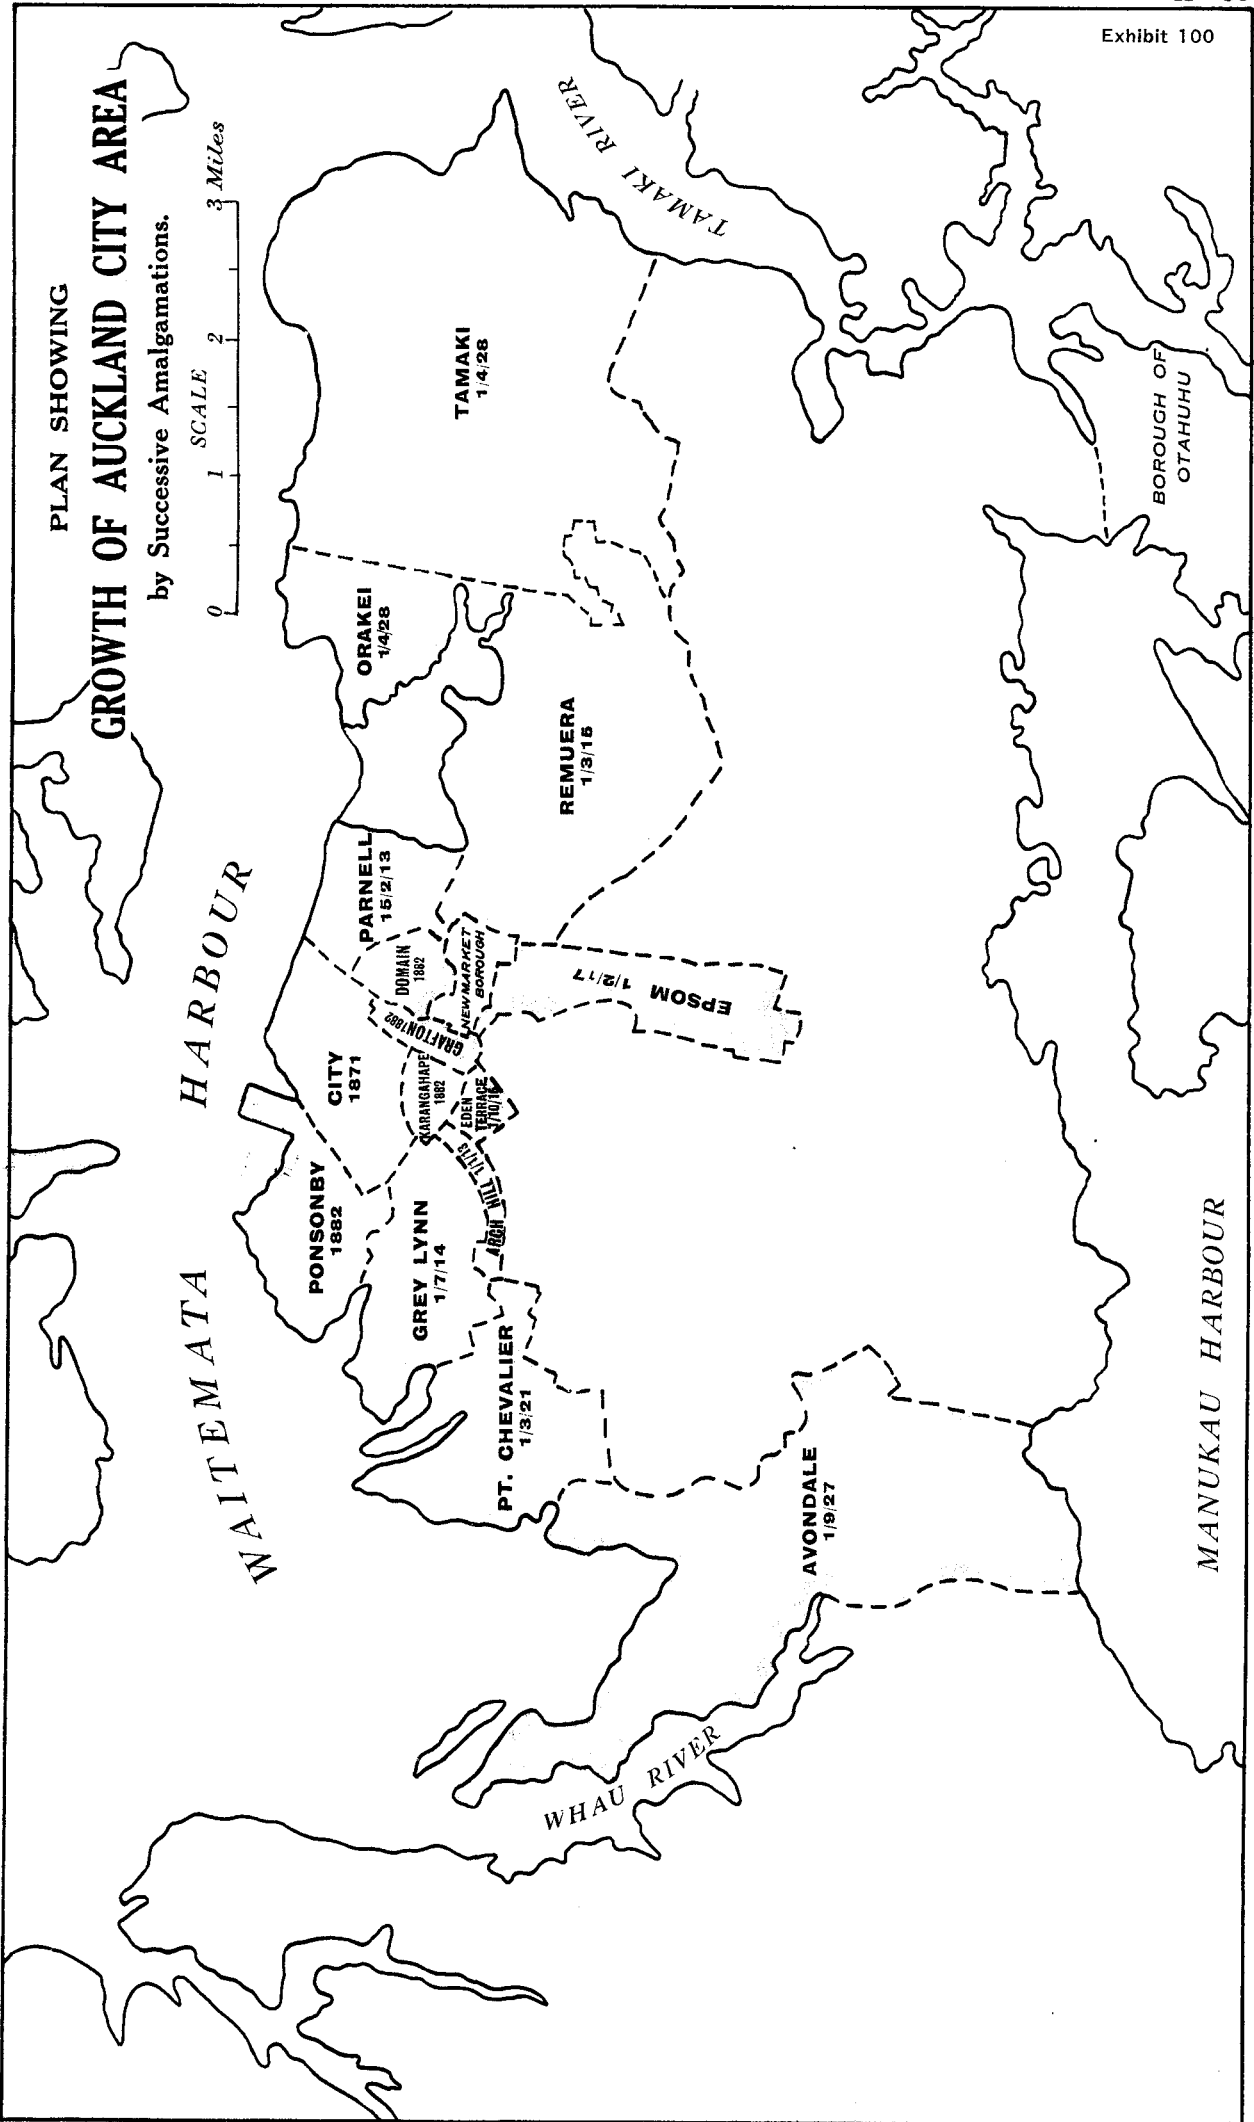 Exhibit 100
PLAN SHOWING
GROWTH OF AUCKLAND CITY AREA
by Successive Amalgamations.
SCALE
0 1 2 3 Miles
WAITEMATA HARBOUR
TAMAKI RIVER
TAMAKI
1/4/28
ORAKEI
1/4/28
REMUERA
1/3/15
PARNELL
15/2/13
DOMAIN
1882
NEWMARKET
BOROUGH
GRAFTON 1882
EPSOM 1/2/17
CITY
1871
KARANGAHAPE
1882
EDEN
TERRACE
PONSONBY
1882
GREY LYNN
1/7/14
ARCH HILL 1/1/13
PT. CHEVALIER
1/3/21
AVONDALE
1/9/27
WHAU RIVER
BOROUGH OF
OTAHUHU
MANUKAU HARBOUR